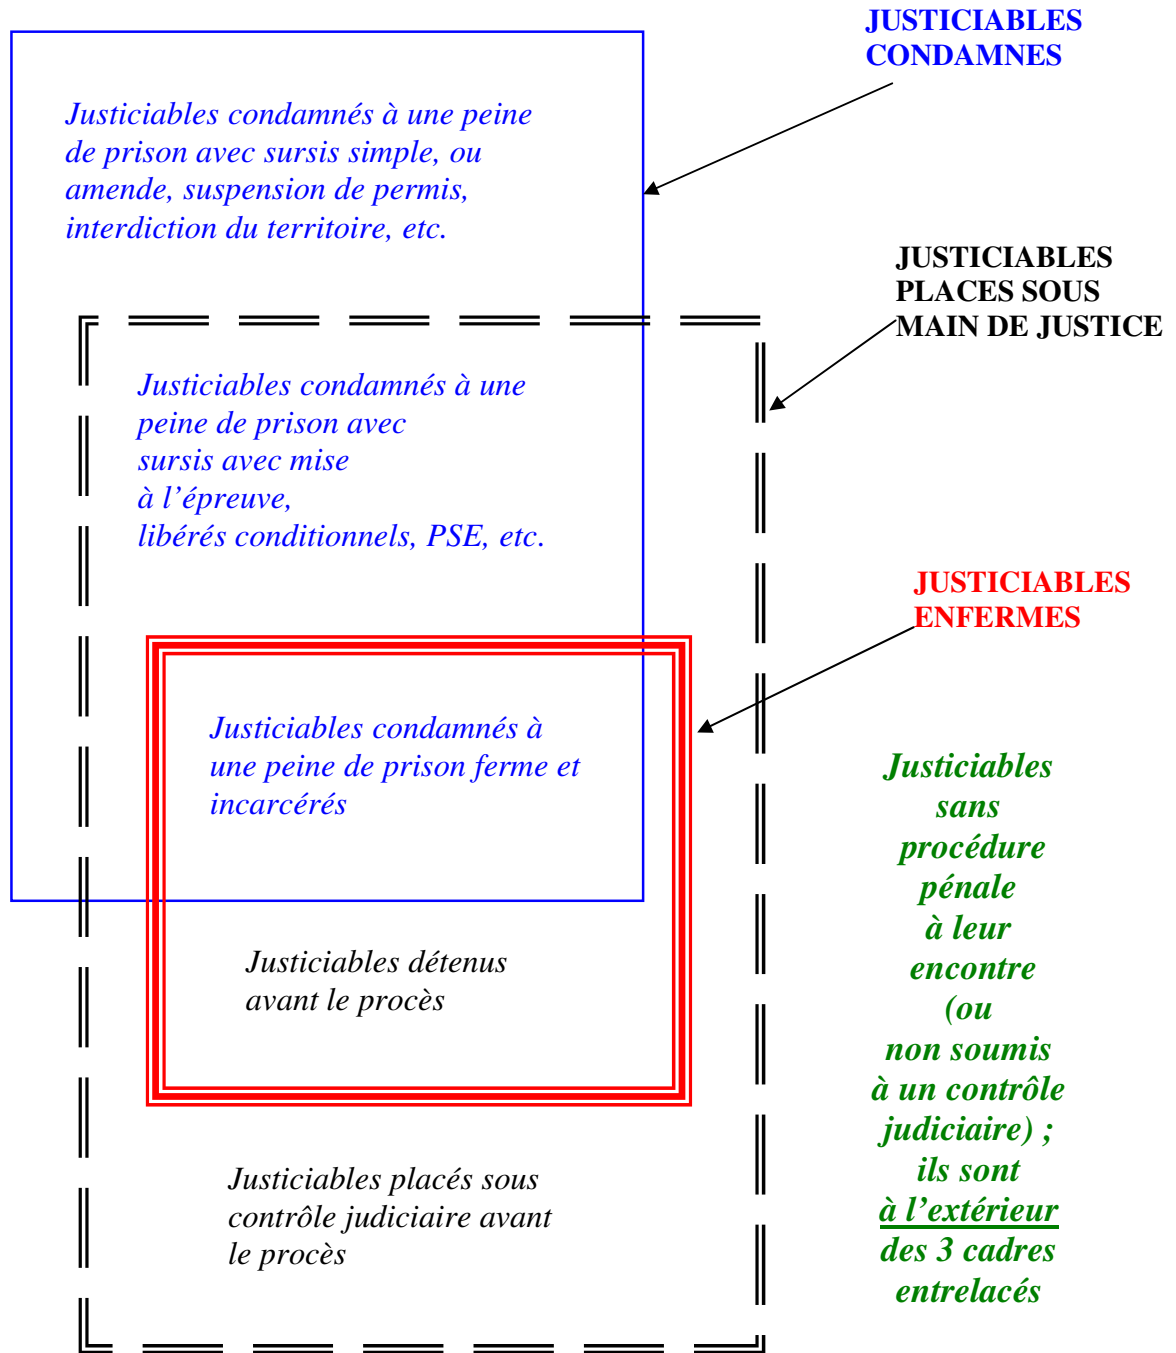 JUSTICIABLES
CONDAMNES
Justiciables condamnés à une peine
de prison avec sursis simple, ou
amende, suspension de permis,
interdiction du territoire, etc.
JUSTICIABLES
PLACES SOUS
MAIN DE JUSTICE
Justiciables condamnés à une
peine de prison avec
sursis avec mise
à l’épreuve,
libérés conditionnels, PSE, etc.
JUSTICIABLES
ENFERMES
Justiciables condamnés à
une peine de prison ferme et
incarcérés
Justiciables détenus
avant le procès
Justiciables placés sous
contrôle judiciaire avant
le procès
Justiciables
sans
procédure
pénale
à leur
encontre
(ou
non soumis
à un contrôle
judiciaire) ;
ils sont
à l’extérieur
des 3 cadres
entrelacés